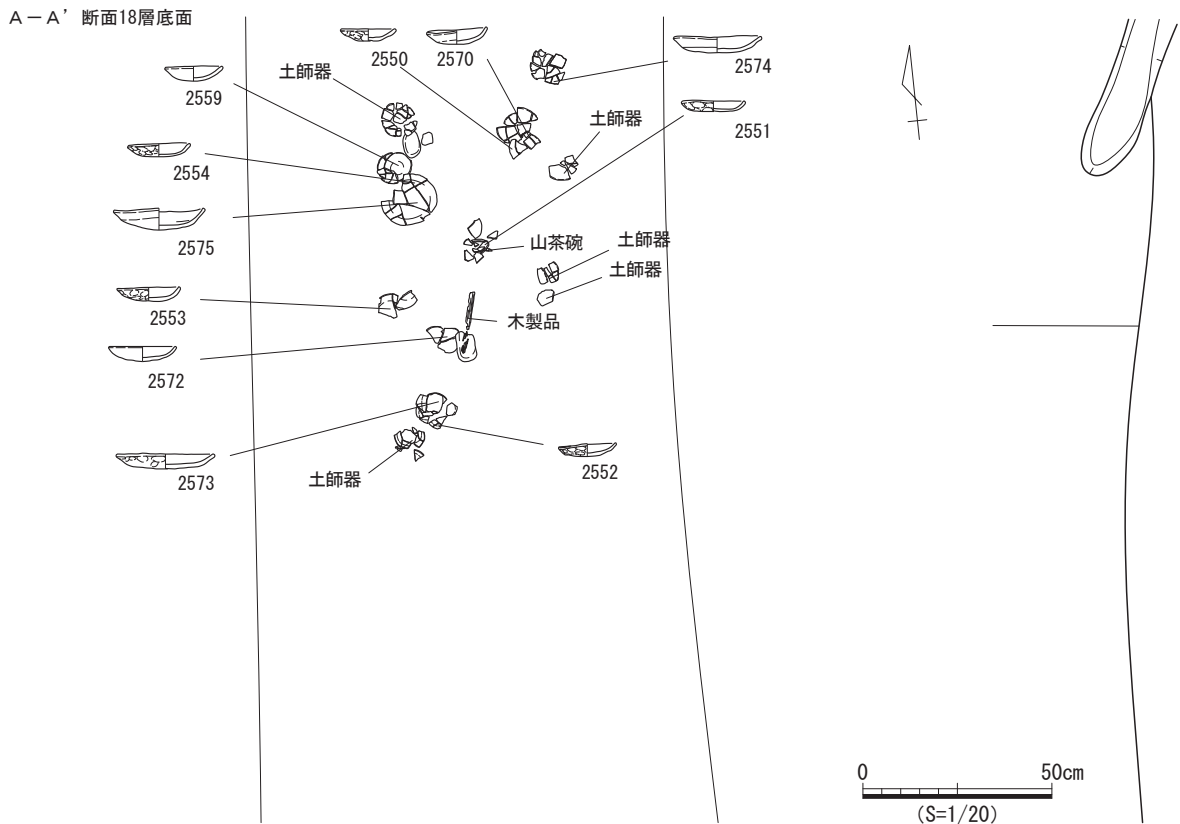 A－A’ 断面18層底面
2550
2570
2574
2559
土師器
2551
土師器
2554
2575
山茶碗
土師器
土師器
2553
木製品
2572
2573
土師器
2552
0
50cm
(S=1/20)